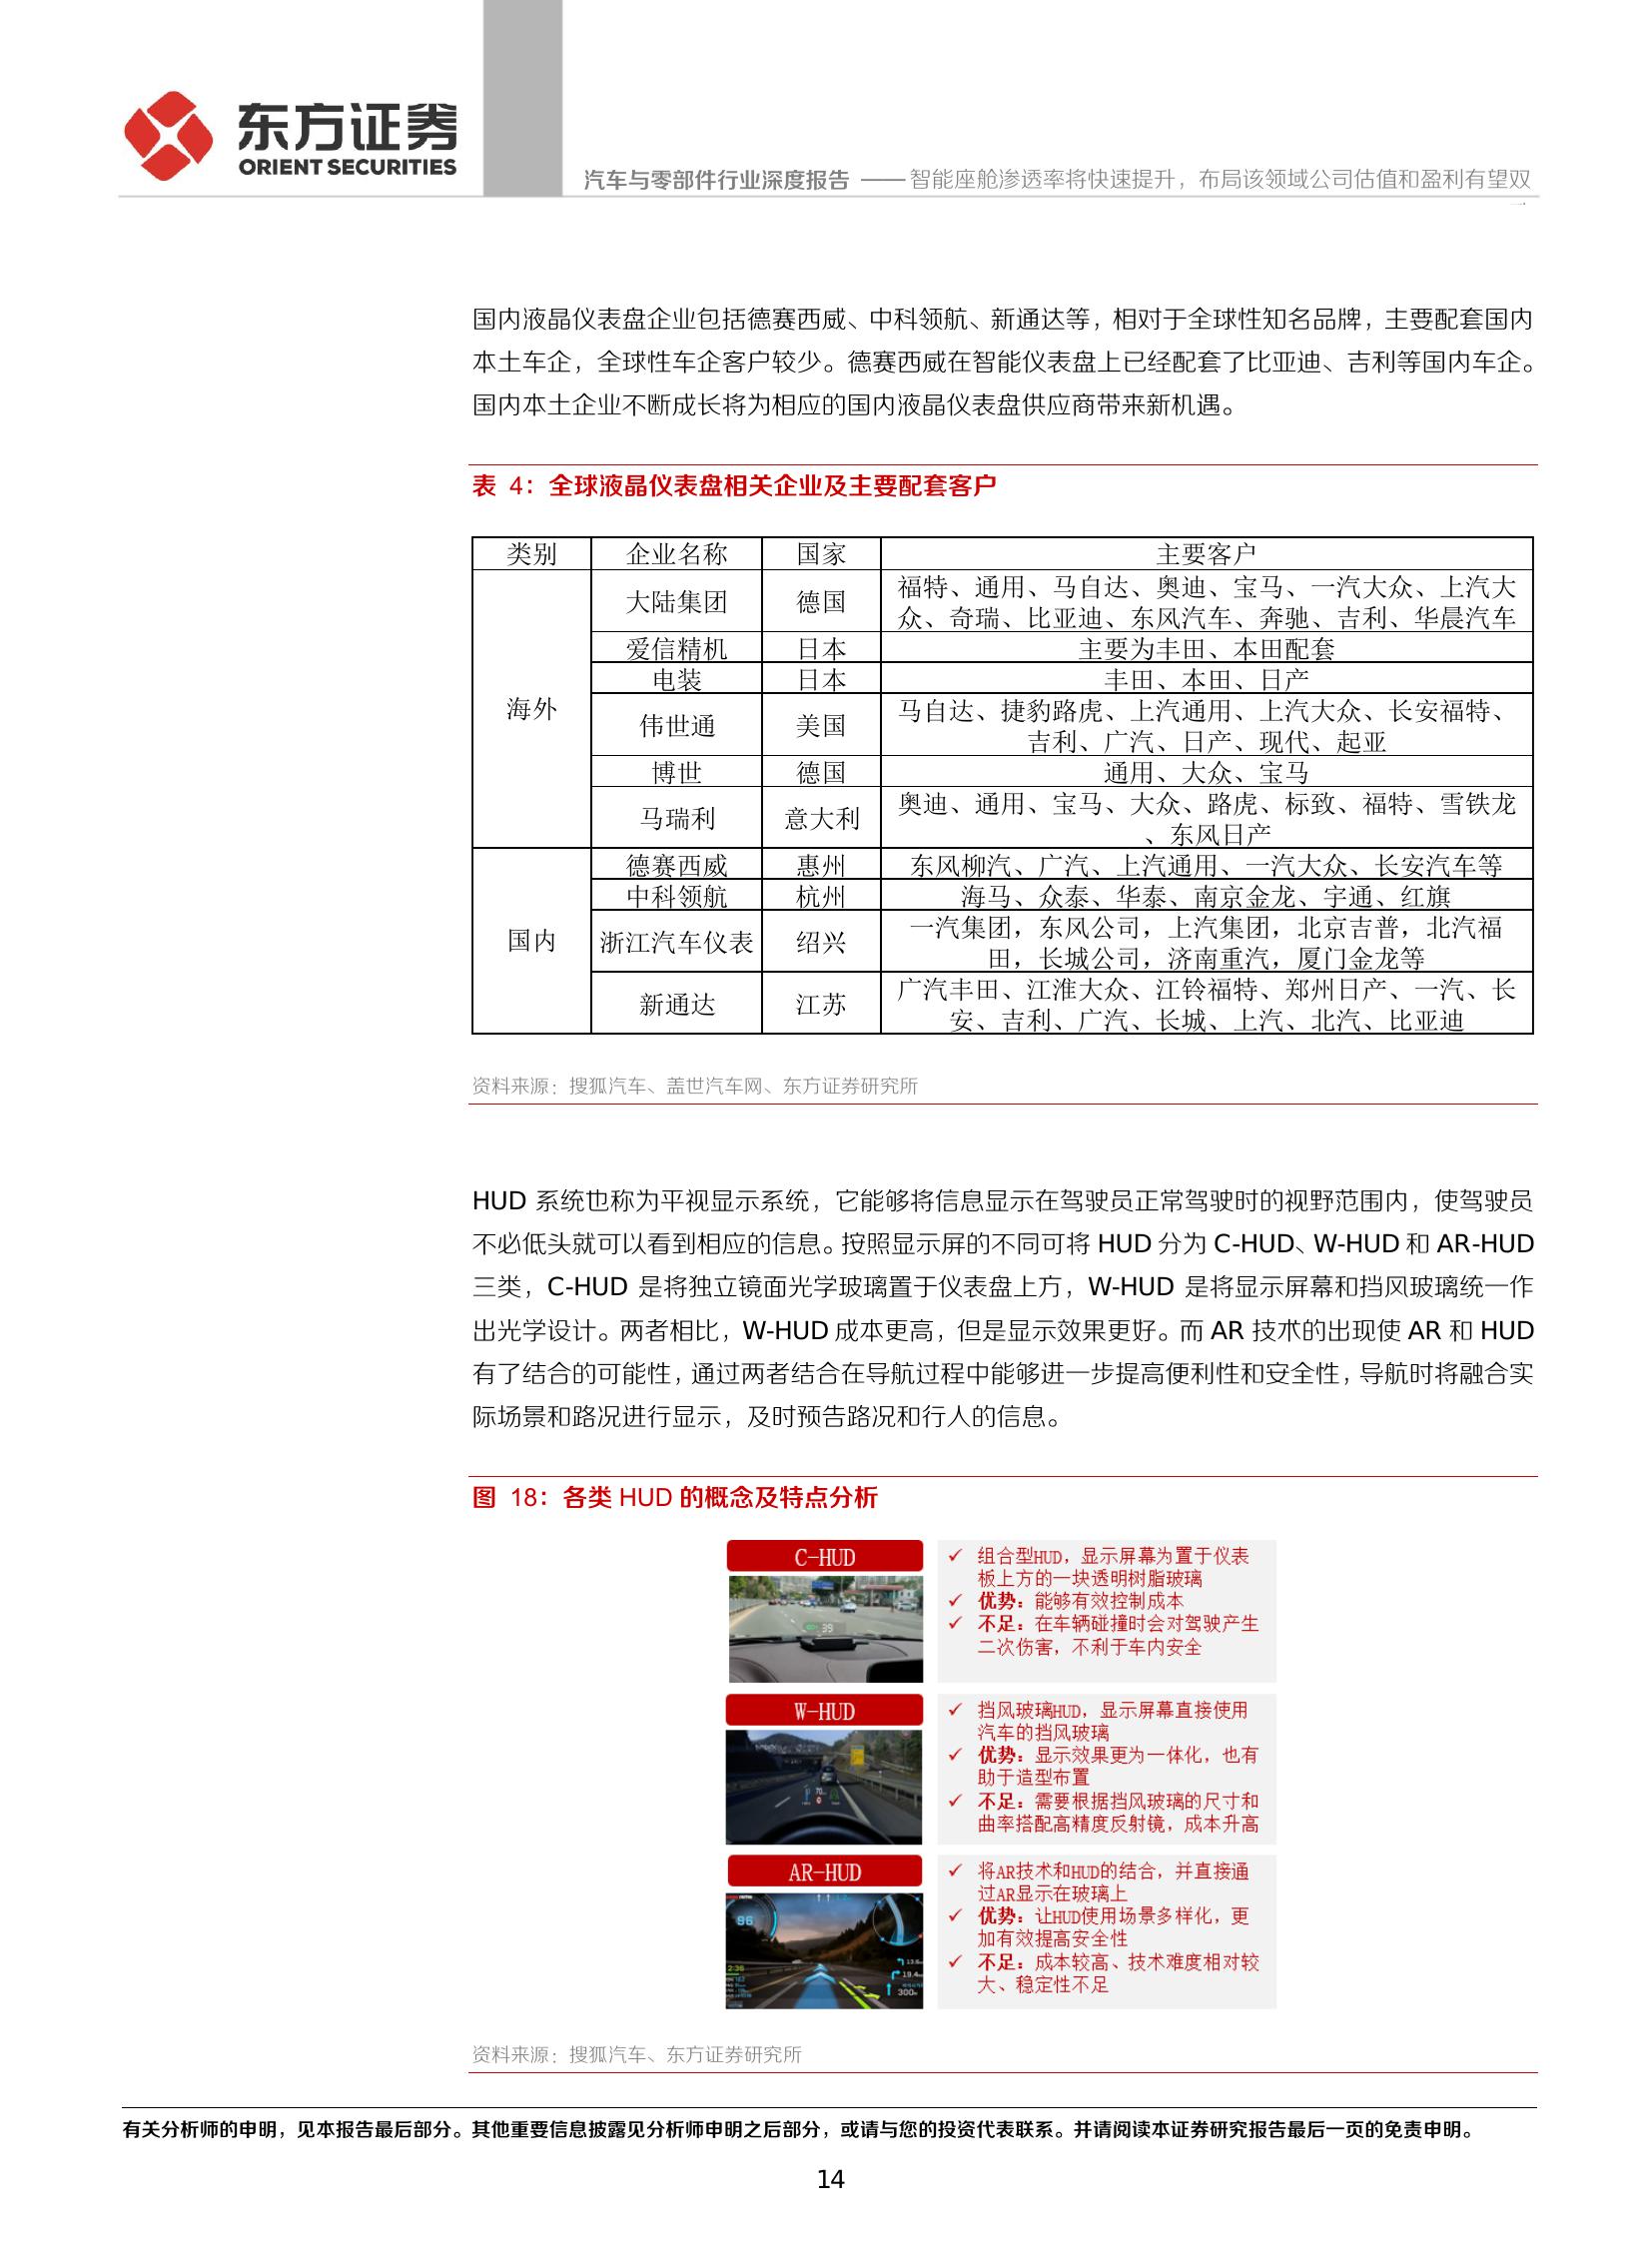 东方证券
ORIENT SECURITIES
汽车与零部件行业深度报告 —— 智能座舱渗透率将快速提升，布局该领域公司估值和盈利有望双
国内液晶仪表盘企业包括德赛西威、中科领航、新通达等，相对于全球性知名品牌，主要配套国内
本土车企，全球性车企客户较少。德赛西威在智能仪表盘上已经配套了比亚迪、吉利等国内车企。
国内本土企业不断成长将为相应的国内液晶仪表盘供应商带来新机遇。
表 4：全球液晶仪表盘相关企业及主要配套客户
类别 企业名称 国家 主要客户
海外
大陆集团 德国 福特、通用、马自达、奥迪、宝马、一汽大众、上汽大
众、奇瑞、比亚迪、东风汽车、奔驰、吉利、华晨汽车
爱信精机 日本 主要为丰田、本田配套
电装 日本 丰田、本田、日产
伟世通 美国 马自达、捷豹路虎、上汽通用、上汽大众、长安福特、
吉利、广汽、日产、现代、起亚
博世 德国 通用、大众、宝马
马瑞利 意大利 奥迪、通用、宝马、大众、路虎、标致、福特、雪铁龙
、东风日产
国内
德赛西威 惠州 东风柳汽、广汽、上汽通用、一汽大众、长安汽车等
中科领航 杭州 海马、众泰、华泰、南京金龙、宇通、红旗
浙江汽车仪表 绍兴 一汽集团，东风公司，上汽集团，北京吉普，北汽福
田，长城公司，济南重汽，厦门金龙等
新通达 江苏 广汽丰田、江淮大众、江铃福特、郑州日产、一汽、长
安、吉利、广汽、长城、上汽、北汽、比亚迪
资料来源：搜狐汽车、盖世汽车网、东方证券研究所
HUD 系统也称为平视显示系统，它能够将信息显示在驾驶员正常驾驶时的视野范围内，使驾驶员
不必低头就可以看到相应的信息。按照显示屏的不同可将 HUD 分为 C-HUD、W-HUD 和 AR-HUD
三类，C-HUD 是将独立镜面光学玻璃置于仪表盘上方，W-HUD 是将显示屏幕和挡风玻璃统一作
出光学设计。两者相比，W-HUD 成本更高，但是显示效果更好。而 AR 技术的出现使 AR 和 HUD
有了结合的可能性，通过两者结合在导航过程中能够进一步提高便利性和安全性，导航时将融合实
际场景和路况进行显示，及时预告路况和行人的信息。
图 18：各类 HUD 的概念及特点分析
C-HUD
39
✓ 组合型HUD，显示屏幕为置于仪表
板上方的一块透明树脂玻璃
✓ 优势：能够有效控制成本
✓ 不足：在车辆碰撞时会对驾驶产生
二次伤害，不利于车内安全
W-HUD
70
✓ 挡风玻璃HUD，显示屏幕直接使用
汽车的挡风玻璃
✓ 优势：显示效果更为一体化，也有
助于造型布置
✓ 不足：需要根据挡风玻璃的尺寸和
曲率搭配高精度反射镜，成本升高
AR-HUD
96
2:36
13.6
19.4
300
✓ 将AR技术和HUD的结合，并直接通
过AR显示在玻璃上
✓ 优势：让HUD使用场景多样化，更
加有效提高安全性
✓ 不足：成本较高、技术难度相对较
大、稳定性不足
资料来源：搜狐汽车、东方证券研究所
有关分析师的申明，见本报告最后部分。其他重要信息披露见分析师申明之后部分，或请与您的投资代表联系。并请阅读本证券研究报告最后一页的免责申明。
14